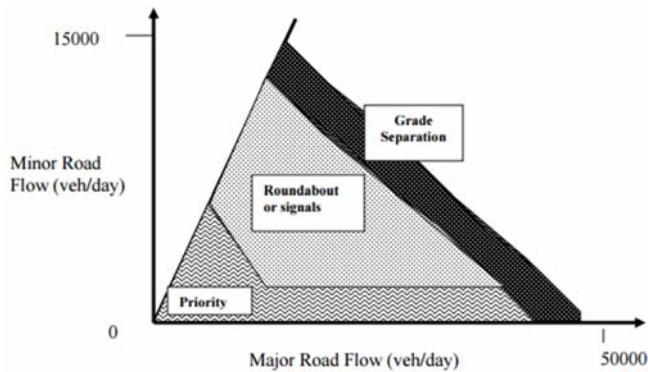 15000
Grade
Separation
Minor Road
Flow (veh/day)
Roundabout
or signals
Priority
0
Major Road Flow (veh/day)
50000